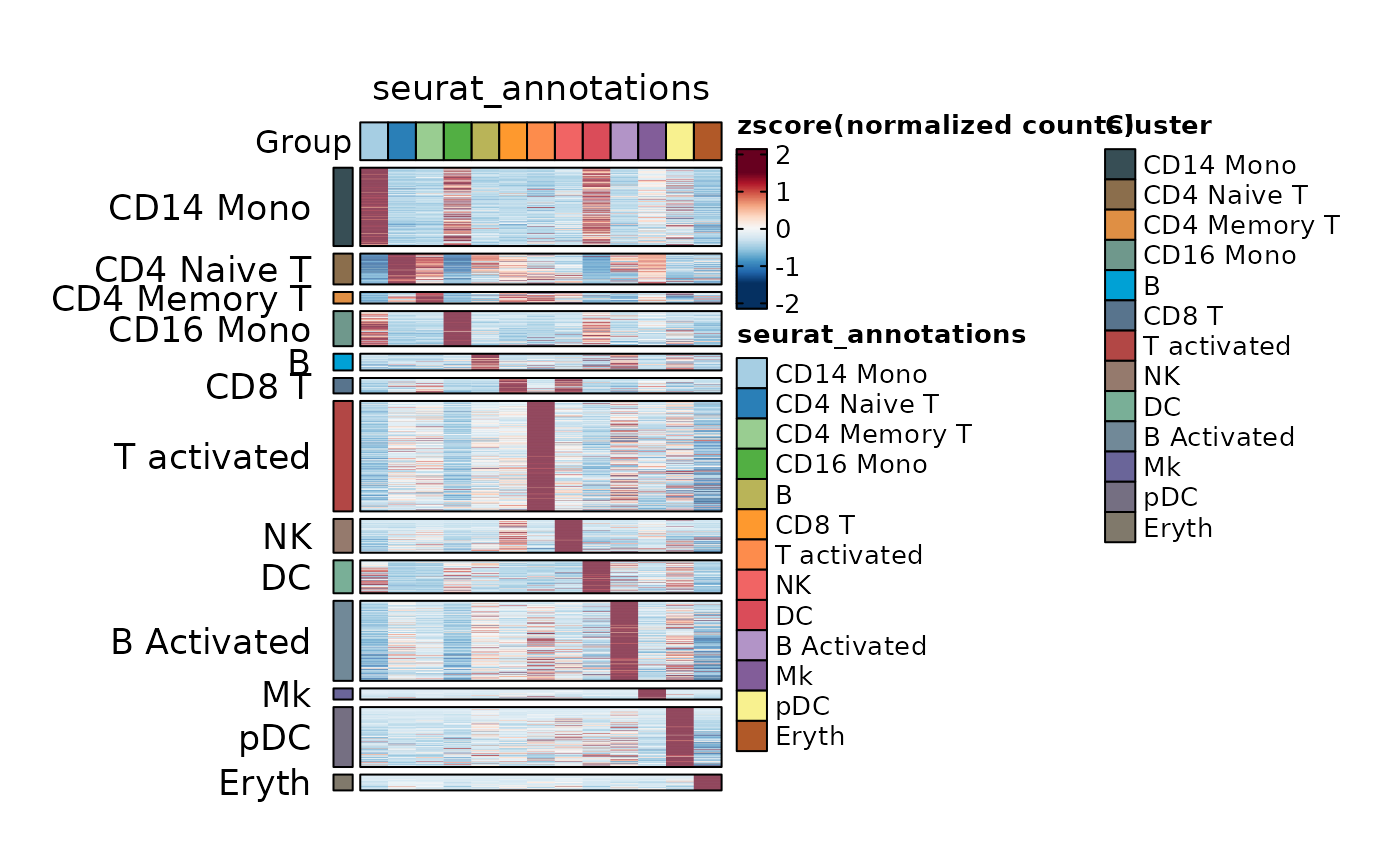 seurat_annotations
Group
CD14 Mono
CD4 Naive T
CD4 Memory T
CD16 Mono
B
CD8 T
T activated
NK
DC
B Activated
Mk
pDC
Eryth
zscore(normalized counts)
2
1
0
-1
-2
seurat_annotations
CD14 Mono
CD4 Naive T
CD4 Memory T
CD16 Mono
B
CD8 T
T activated
NK
DC
B Activated
Mk
pDC
Eryth
Cluster
CD14 Mono
CD4 Naive T
CD4 Memory T
CD16 Mono
B
CD8 T
T activated
NK
DC
B Activated
Mk
pDC
Eryth